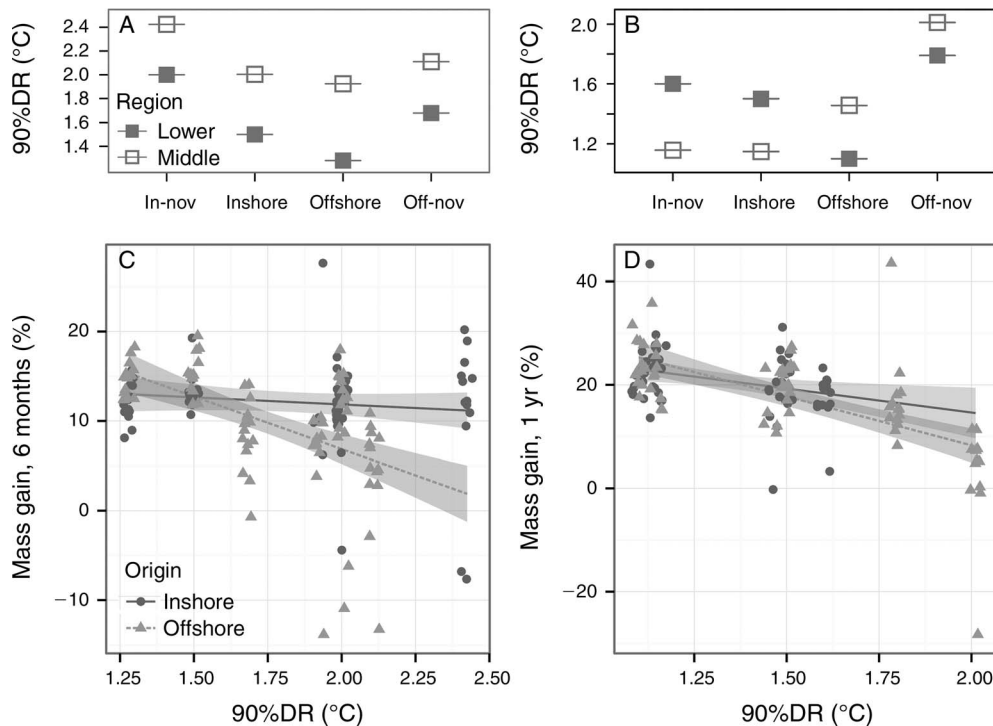 A
90%DR (°C)
2.4
2.2
2.0
1.8
1.6
1.4
Region
Lower
Middle
In-nov
Inshore
Offshore
Off-nov
B
90%DR (°C)
2.0
1.6
1.2
In-nov
Inshore
Offshore
Off-nov
C
Mass gain, 6 months (%)
20
10
0
−10
Origin
Inshore
Offshore
1.25
1.50
1.75
2.00
2.25
2.50
90%DR (°C)
D
Mass gain, 1 yr (%)
40
20
0
−20
1.25
1.50
1.75
2.00
90%DR (°C)